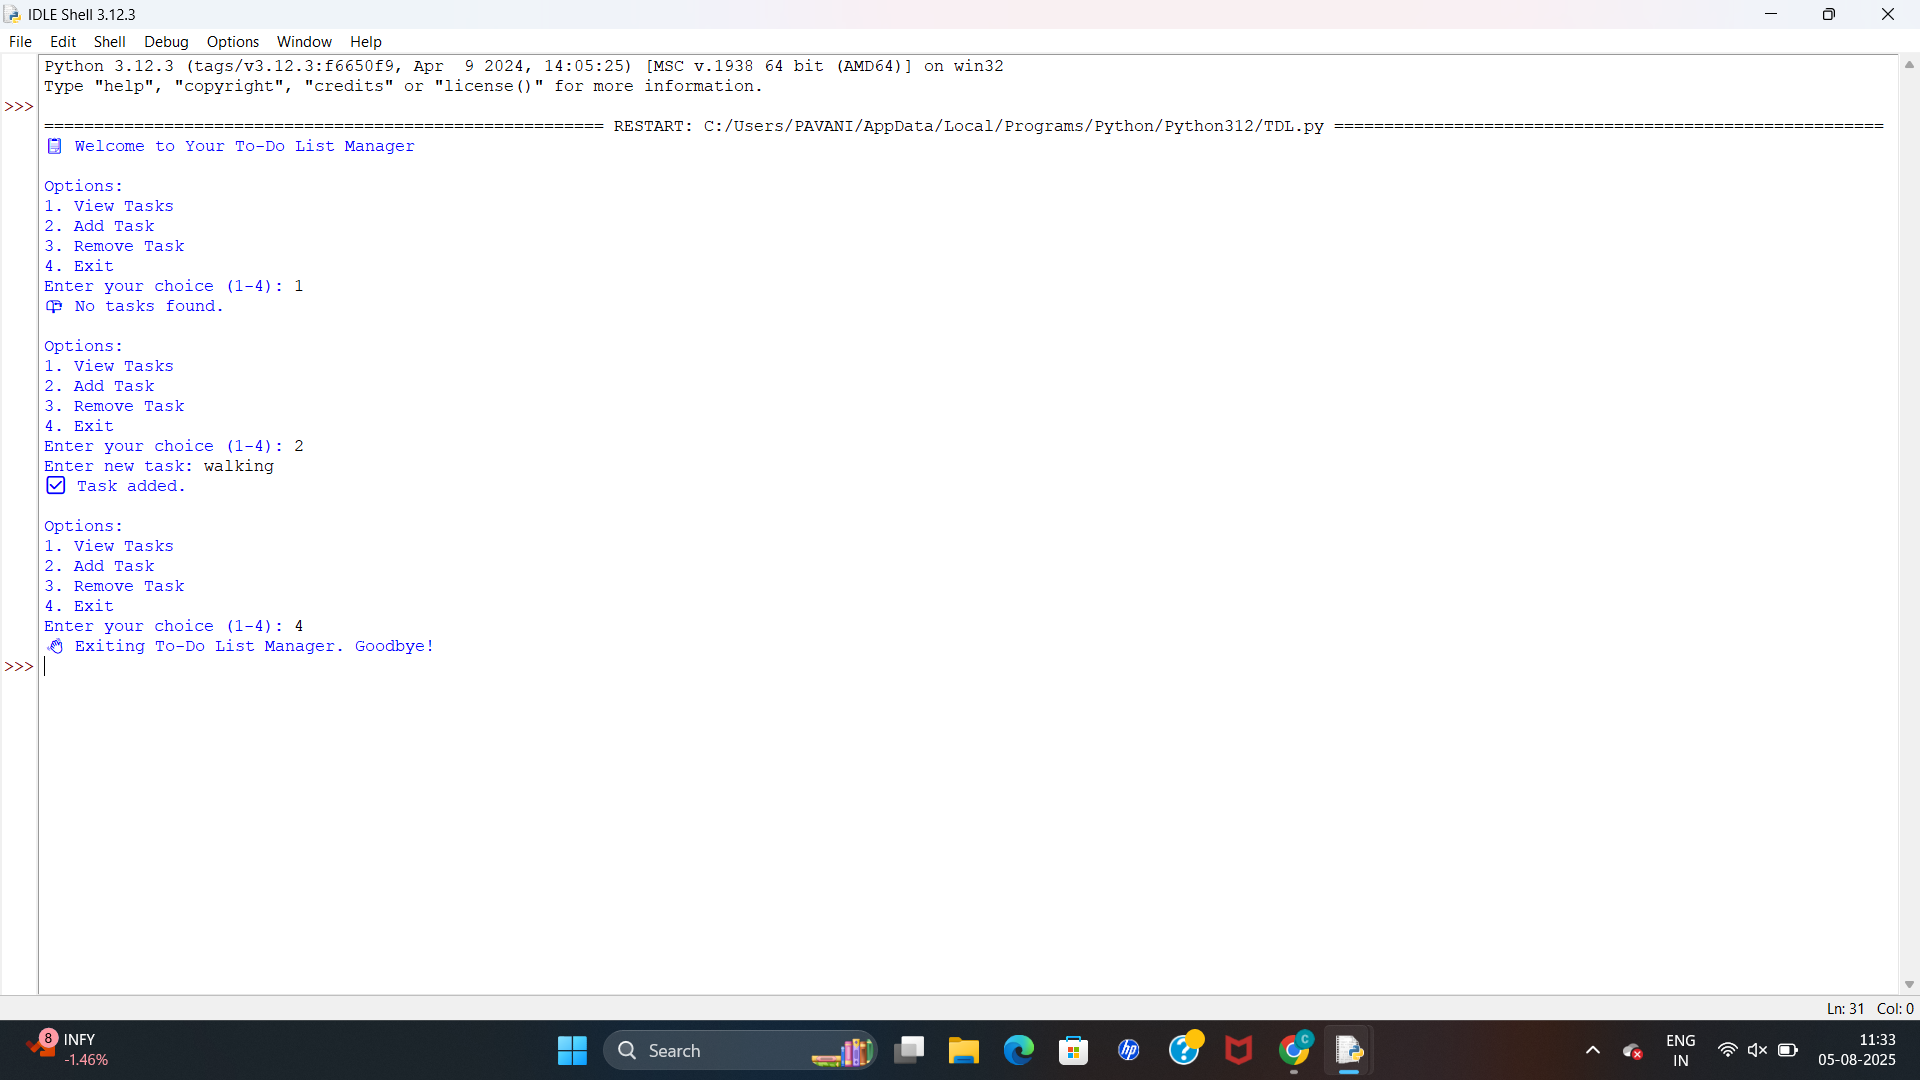 IDLE Shell 3.12.3
File Edit Shell Debug Options Window Help
Python 3.12.3 (tags/v3.12.3:f6650f9, Apr  9 2024, 14:05:25) [MSC v.1938 64 bit (AMD64)] on win32
Type "help", "copyright", "credits" or "license()" for more information.
>>>
======================================================== RESTART: C:/Users/PAVANI/AppData/Local/Programs/Python/Python312/TDL.py =======================================================
Welcome to Your To-Do List Manager
Options:
1. View Tasks
2. Add Task
3. Remove Task
4. Exit
Enter your choice (1-4): 1
No tasks found.
Options:
1. View Tasks
2. Add Task
3. Remove Task
4. Exit
Enter your choice (1-4): 2
Enter new task: walking
Task added.
Options:
1. View Tasks
2. Add Task
3. Remove Task
4. Exit
Enter your choice (1-4): 4
Exiting To-Do List Manager. Goodbye!
>>>
Ln: 31 Col: 0
8 INFY
-1.46%
Search
hp
?
C
ENG
IN
11:33
05-08-2025